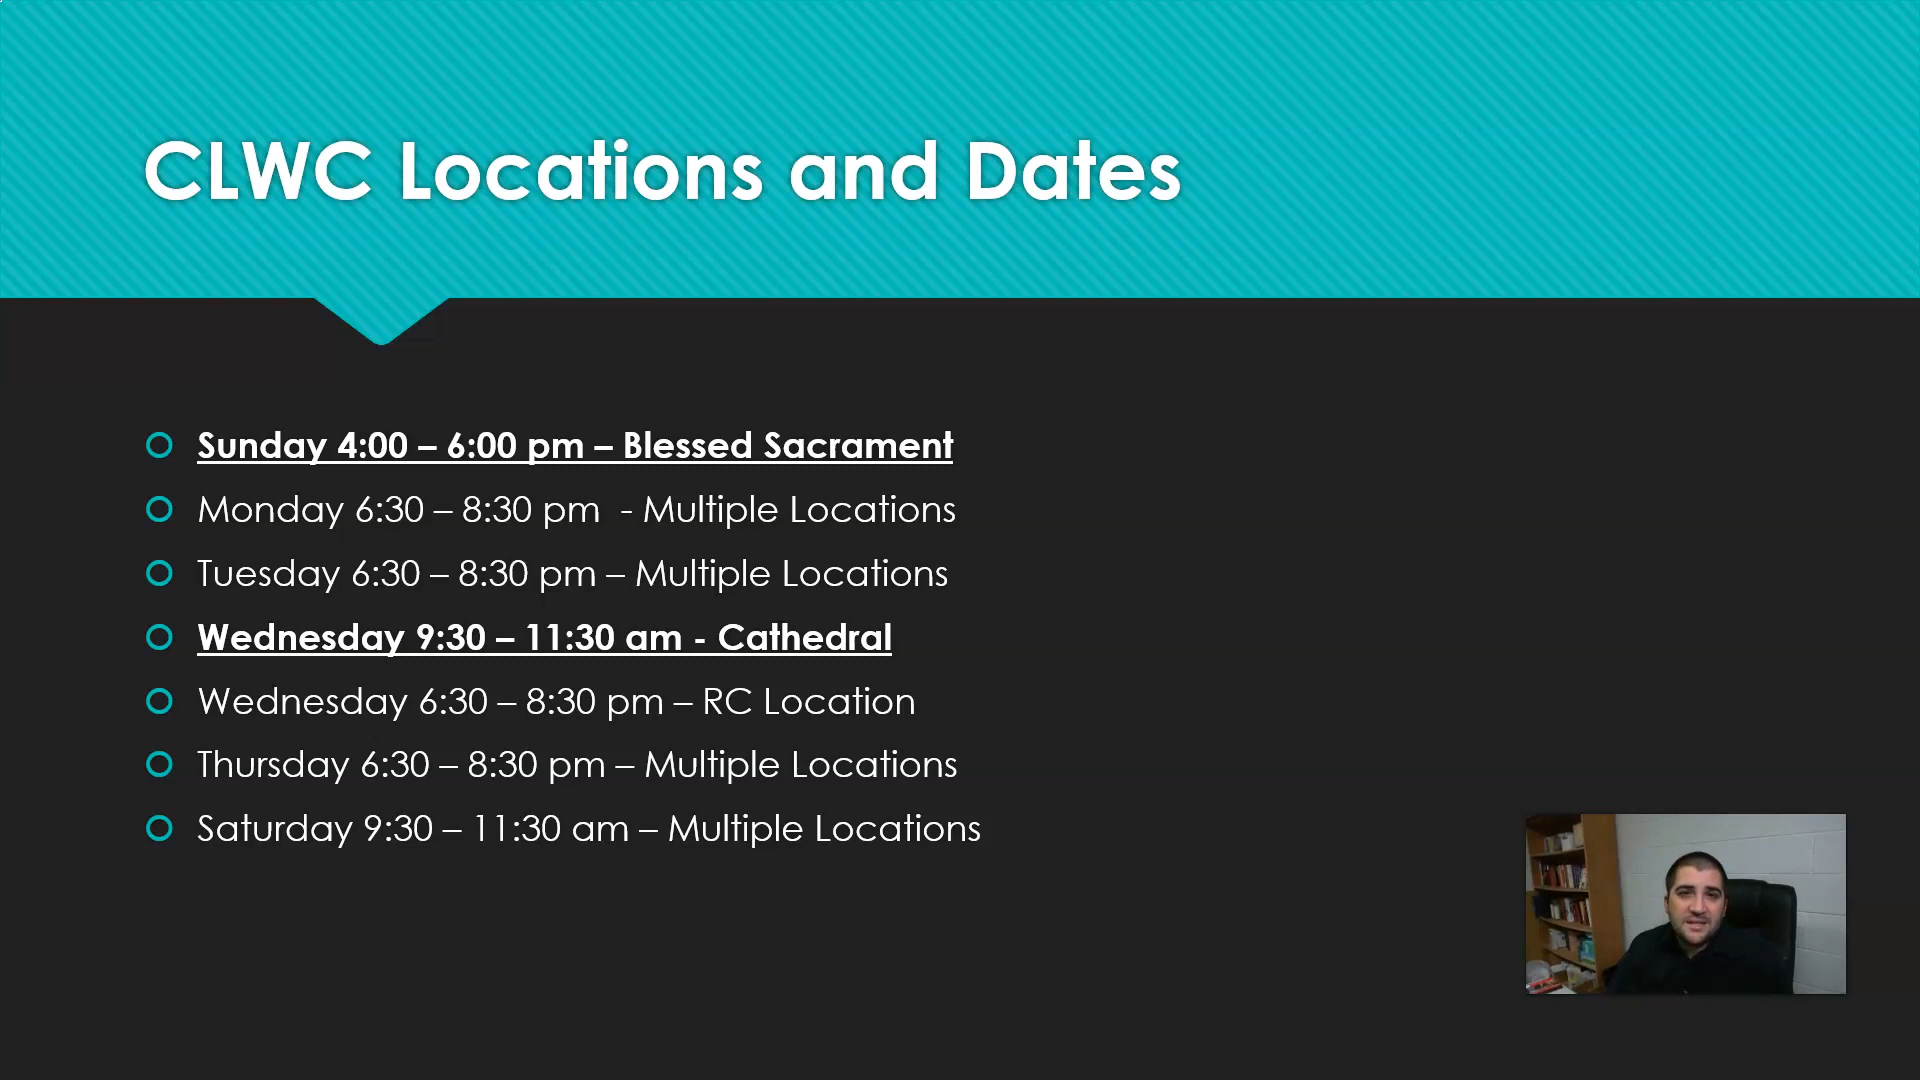 CLWC Locations and Dates
Sunday 4:00 – 6:00 pm – Blessed Sacrament
Monday 6:30 – 8:30 pm  - Multiple Locations
Tuesday 6:30 – 8:30 pm – Multiple Locations
Wednesday 9:30 – 11:30 am - Cathedral
Wednesday 6:30 – 8:30 pm – RC Location
Thursday 6:30 – 8:30 pm – Multiple Locations
Saturday 9:30 – 11:30 am – Multiple Locations